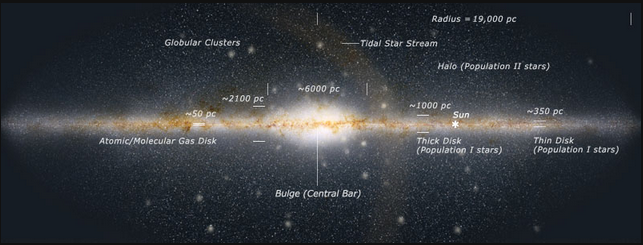 Radius = 19,000 pc
Globular Clusters
Tidal Star Stream
Halo (Population II stars)
~6000 pc
~2100 pc
~1000 pc
~350 pc
~50 pc
Sun
Atomic/Molecular Gas Disk
Thick Disk
(Population I stars)
Thin Disk
(Population I stars)
Bulge (Central Bar)